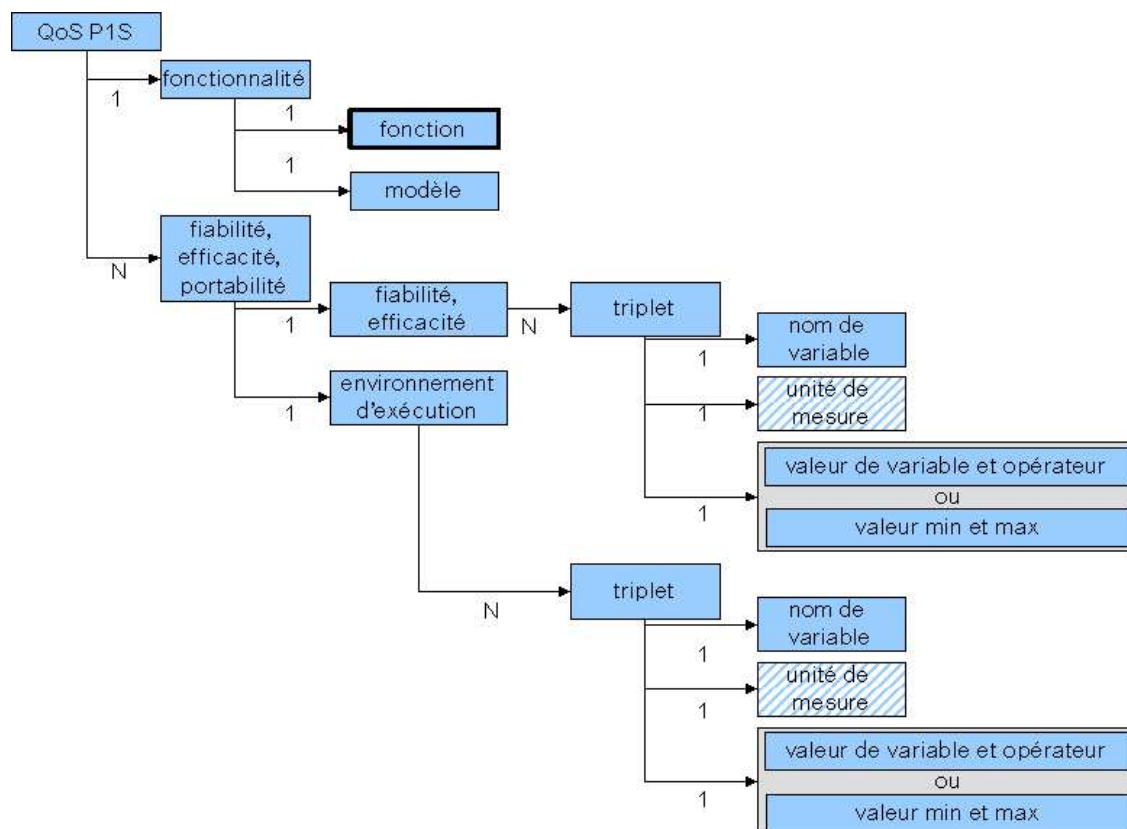 QoS P1S
fonctionnalité
1
1
fonction
1
modèle
fiabilité,
efficacité,
portabilité
N
fiabilité,
efficacité
1
N
triplet
nom de
variable
1
environnement
d'exécution
1
unité de
mesure
1
valeur de variable et opérateur
ou
1
valeur min et max
triplet
N
nom de
variable
1
unité de
mesure
1
valeur de variable et opérateur
ou
1
valeur min et max